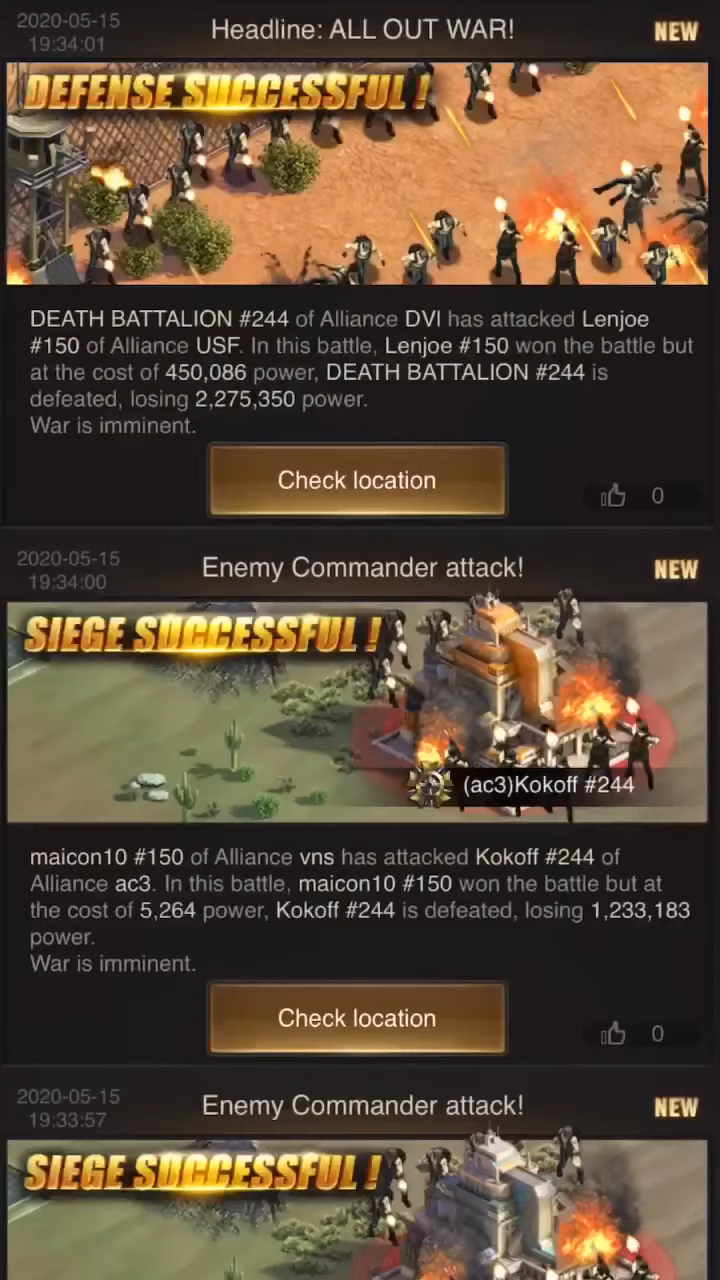 2020-05-15
19:34:01
Headline: ALL OUT WAR!
NEW
DEFENSE SUCCESSFUL !
DEATH BATTALION #244 of Alliance DVl has attacked Lenjoe
#150 of Alliance USF. In this battle, Lenjoe #150 won the battle but
at the cost of 450,086 power, DEATH BATTALION #244 is
defeated, losing 2,275,350 power.
War is imminent.
Check location
0
2020-05-15
19:34:00
Enemy Commander attack!
NEW
SIEGE SUCCESSFUL !
(ac3)Kokoff #244
maicon10 #150 of Alliance vns has attacked Kokoff #244 of
Alliance ac3. In this battle, maicon10 #150 won the battle but at
the cost of 5,264 power, Kokoff #244 is defeated, losing 1,233,183
power.
War is imminent.
Check location
0
2020-05-15
19:33:57
Enemy Commander attack!
NEW
SIEGE SUCCESSFUL !